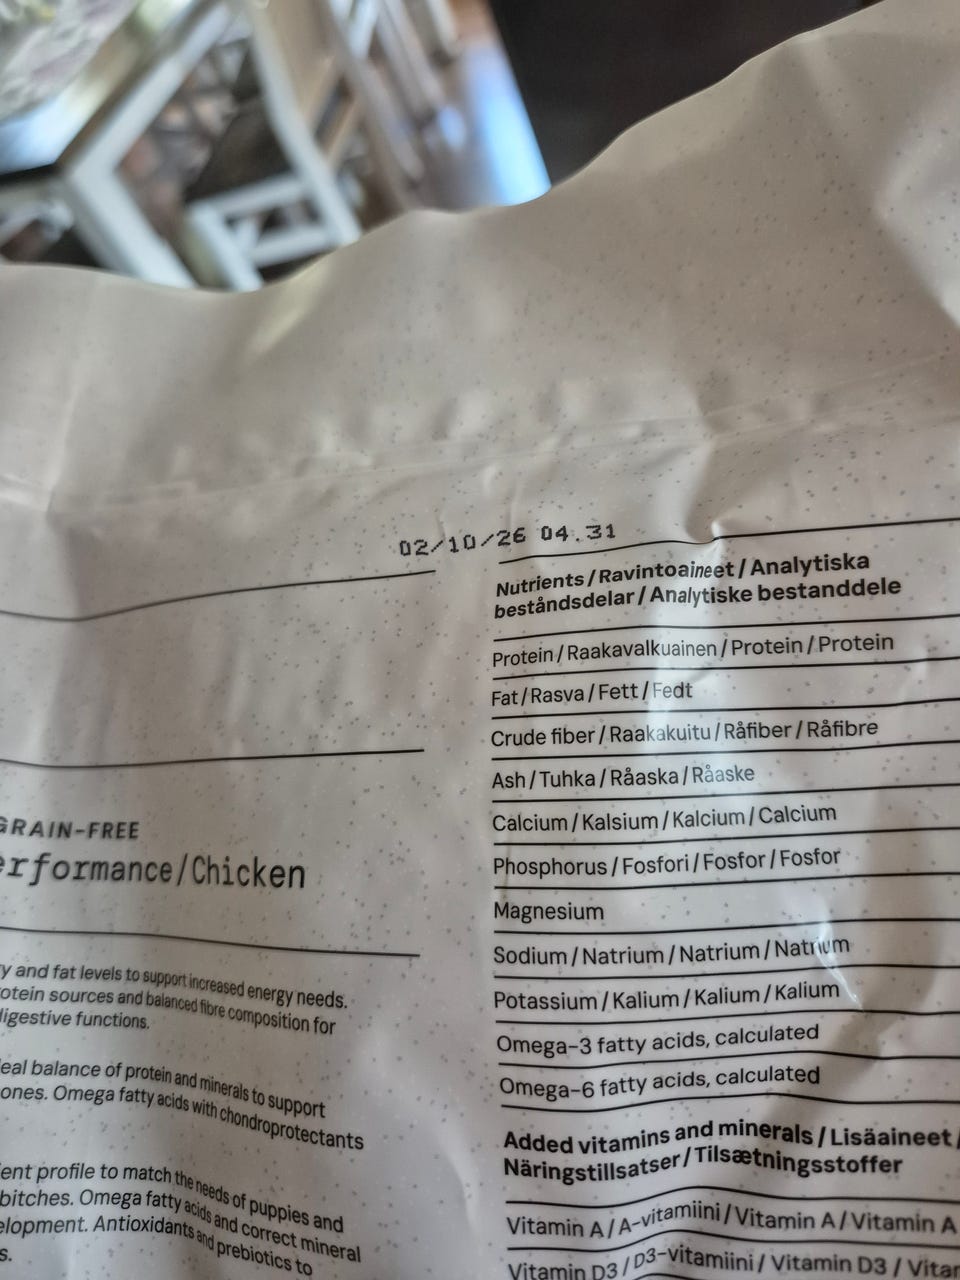 02/10/26 04.31
GRAIN-FREE
erformance/Chicken
y and fat levels to support increased energy needs.
otein sources and balanced fibre composition for
digestive functions.
eal balance of protein and minerals to support
ones. Omega fatty acids with chondroprotectants
ent profile to match the needs of puppies and
bitches. Omega fatty acids and correct mineral
elopment. Antioxidants and prebiotics to
s.
Nutrients / Ravintoaineet / Analytiska
beståndsdelar / Analytiske bestanddele
Protein / Raakavalkuainen / Protein / Protein
Fat / Rasva / Fett / Fedt
Crude fiber / Raakakuitu / Råfiber / Råfibre
Ash / Tuhka / Råaska / Råaske
Calcium / Kalsium / Kalcium / Calcium
Phosphorus / Fosfori / Fosfor / Fosfor
Magnesium
Sodium / Natrium / Natrium / Natrium
Potassium / Kalium / Kalium / Kalium
Omega-3 fatty acids, calculated
Omega-6 fatty acids, calculated
Added vitamins and minerals / Lisäaineet /
Näringstillsatser / Tilsætningsstoffer
Vitamin A / A-vitamiini / Vitamin A / Vitamin A
Vitamin D3 / D3-vitamiini / Vitamin D3 / Vitam